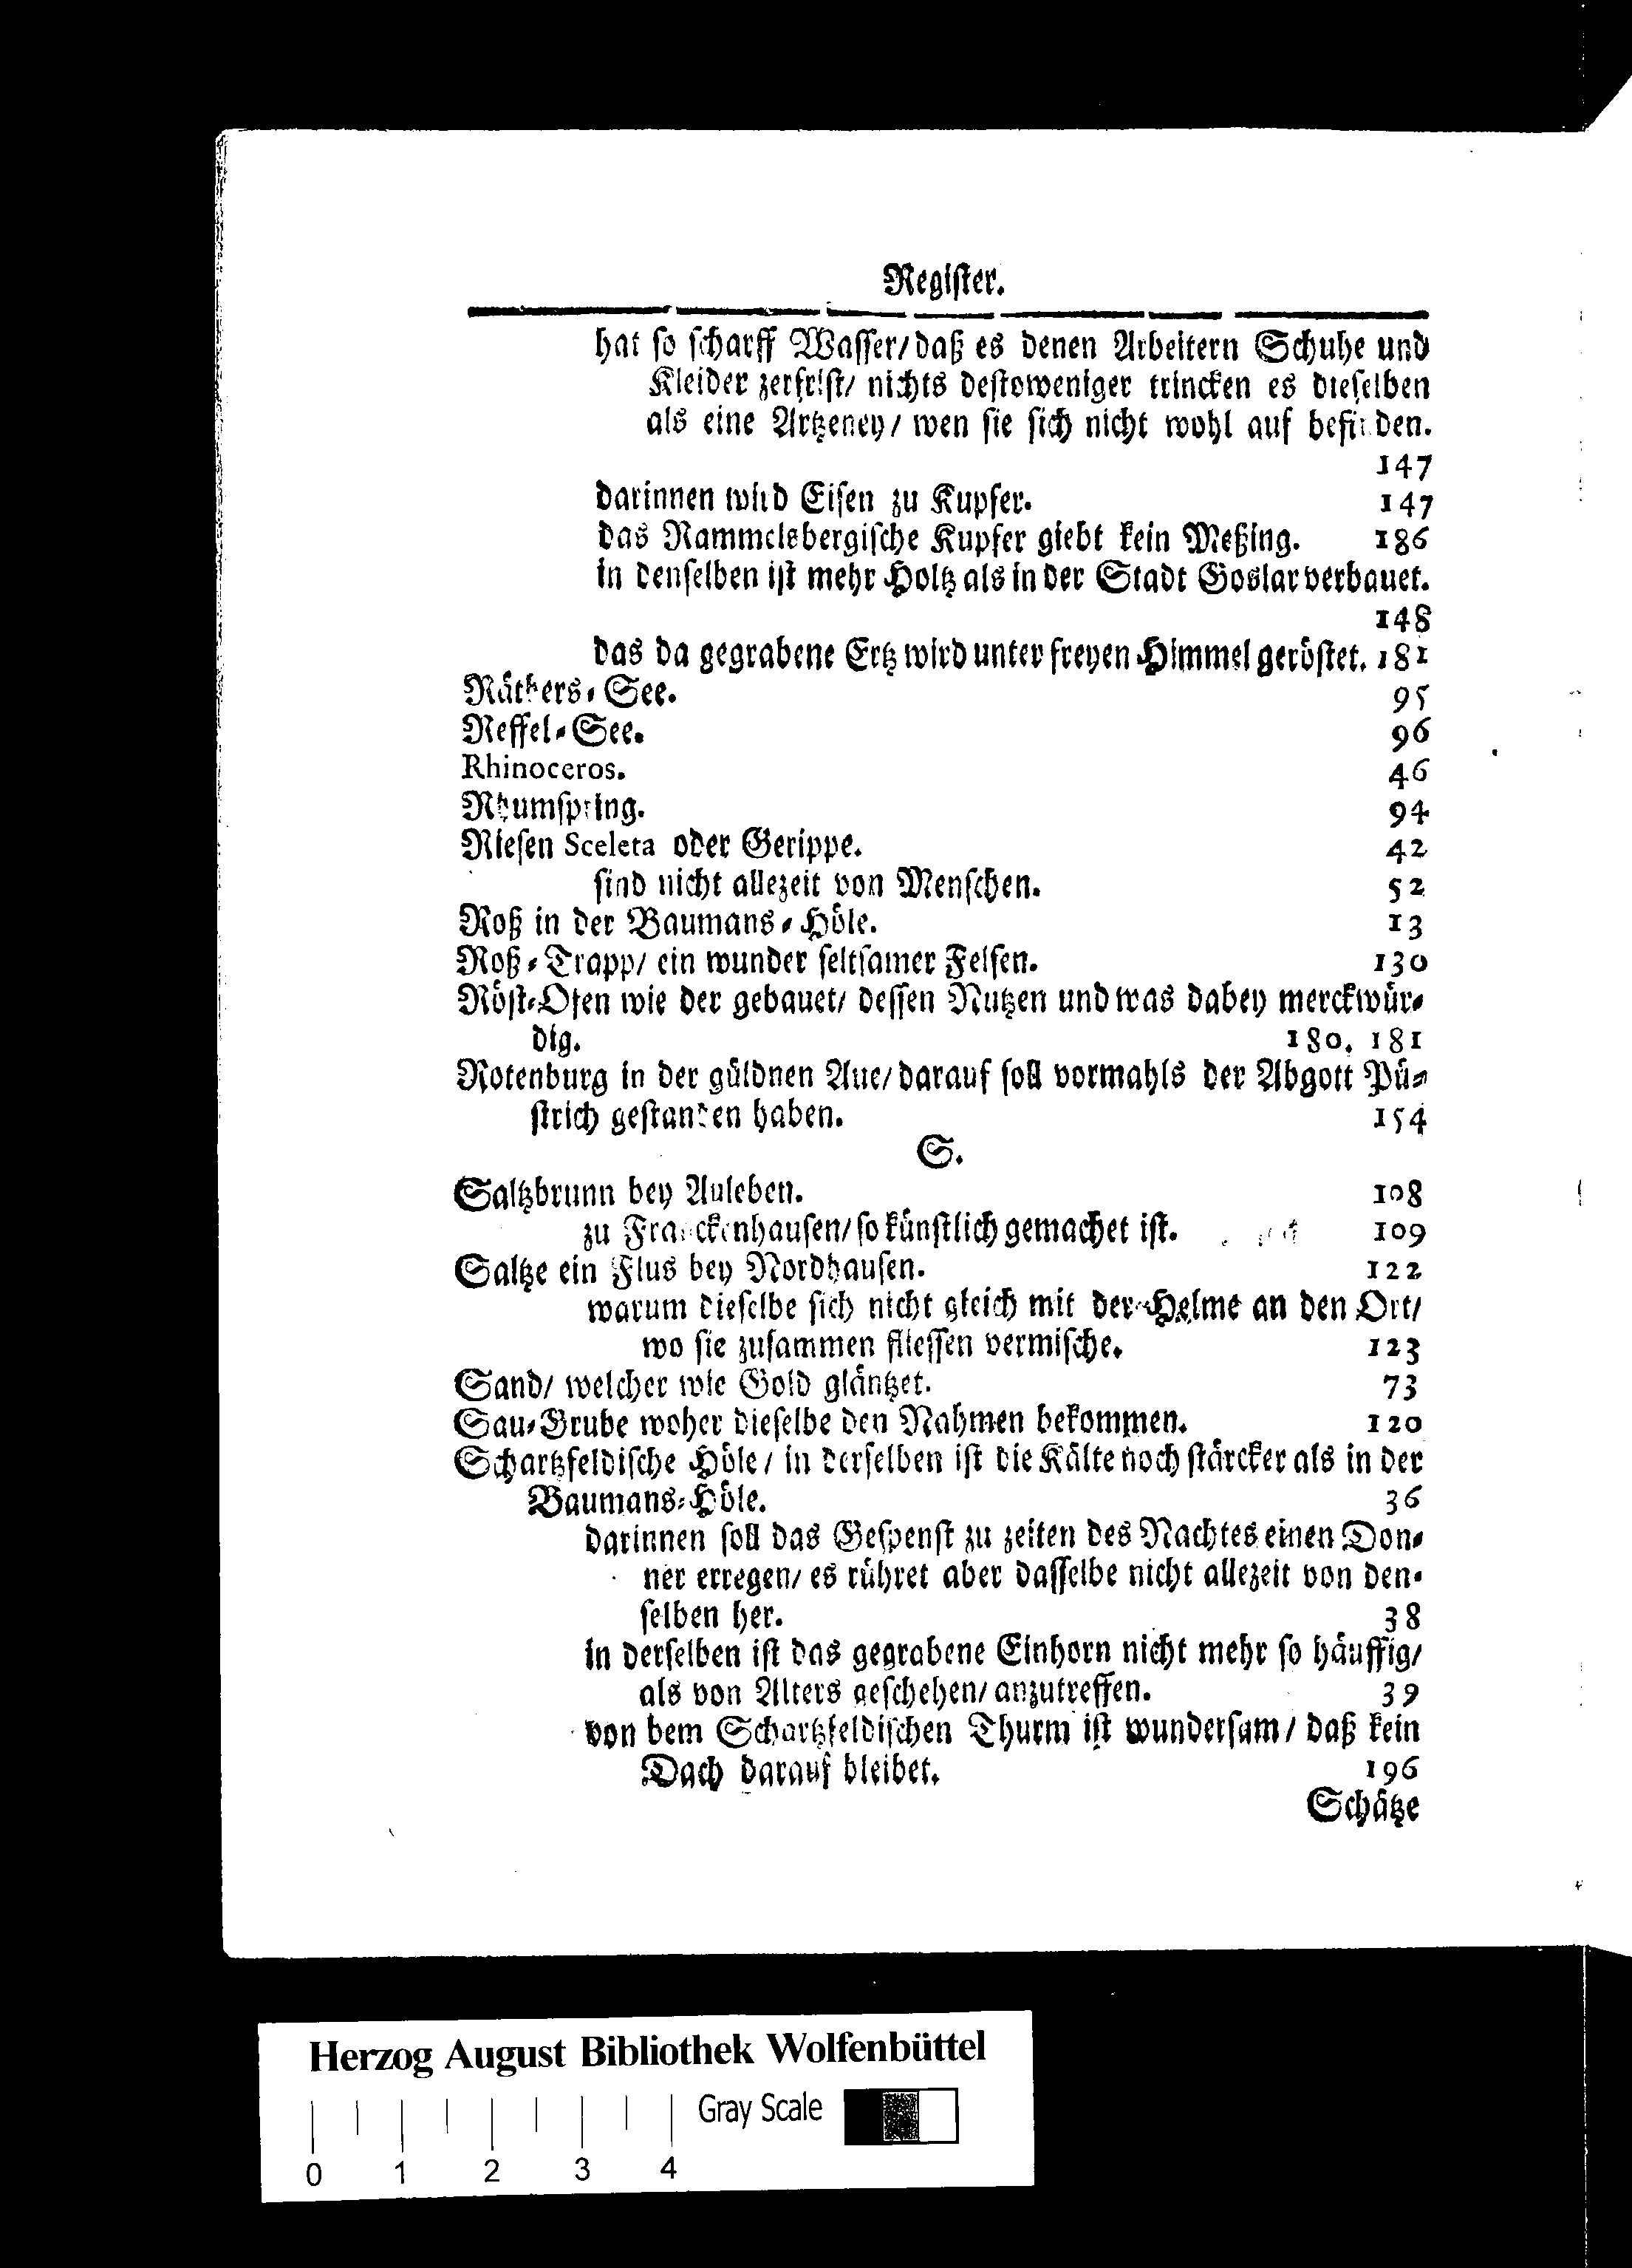 Register.
hat so scharff Wasser/ daß es denen Arbeitern Schuhe und
Kleider zerfrist/ nichts destoweniger trincken es dieselben
als eine Artzeney/ wen sie sich nicht wohl auf befinden.
147
darinnen wird Eisen zu Kupfer. 147
das Rammelsbergische Kupfer giebt kein Meßing. 186
in denselben ist mehr Holtz als in der Stadt Goslar verbauet.
148
das da gegrabene Ertz wird unter freyen Himmel geröstet. 181
Räthers-See. 95
Reffel-See. 96
Rhinoceros. 46
Rhumspring. 94
Riesen Sceleta oder Gerippe. 42
sind nicht allezeit von Menschen. 52
Roß in der Baumans-Höle. 13
Roß-Trapp/ ein wunder seltsamer Felsen. 130
Röst-Ofen wie der gebauet/ dessen Nutzen und was dabey merckwür-
dig. 180. 181
Rotenburg in der güldnen Aue/ darauf soll vormahls der Abgott Pü-
strich gestanden haben. 154
S.
Saltzbrunn bey Auleben. 108
zu Franckenhausen/ so künstlich gemachet ist. 109
Saltze ein Flus bey Nordhausen. 122
warum dieselbe sich nicht gleich mit der Helme an den Ort/
wo sie zusammen fliessen vermische. 123
Sand/ welcher wie Gold gläntzet. 73
Sau-Grube woher dieselbe den Nahmen bekommen. 120
Schartzfeldische Höle/ in derselben ist die Kälte noch stärcker als in der
Baumans-Höle. 36
darinnen soll das Gespenst zu zeiten des Nachtes einen Don-
ner erregen/ es rühret aber dasselbe nicht allezeit von den-
selben her. 38
in derselben ist das gegrabene Einhorn nicht mehr so häuffig/
als von Alters geschehen/ anzutreffen. 39
von dem Schartzfeldischen Thurm ist wundersam/ daß kein
Dach darauf bleibet. 196
Schätze
Herzog August Bibliothek Wolfenbüttel
Gray Scale
0 1 2 3 4